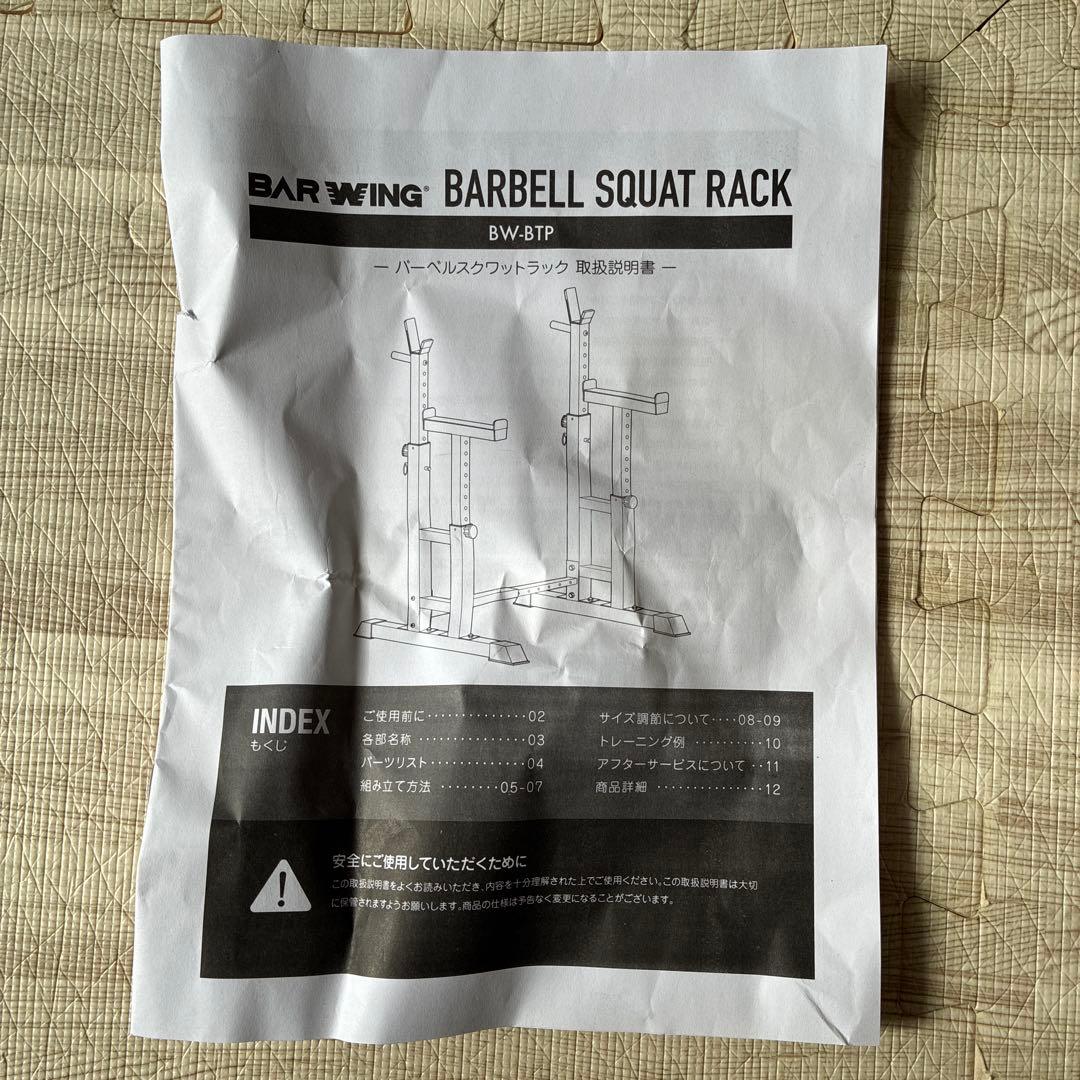 BARWING® BARBELL SQUAT RACK
BW-BTP
― バーベルスクワットラック 取扱説明書 ―
INDEX
もくじ
ご使用前に・・・・・・・・・・・・・・02
各部名称 ・・・・・・・・・・・・・・・03
パーツリスト・・・・・・・・・・・・・04
組み立て方法 ・・・・・・・・05-07
サイズ調節について・・・・08-09
トレーニング例 ・・・・・・・・・・10
アフターサービスについて ・・11
商品詳細 ・・・・・・・・・・・・・・・12
安全にご使用していただくために
この取扱説明書をよくお読みいただき、内容を十分理解された上でご使用ください。この取扱説明書は大切
に保管されますようお願いします。商品の仕様は予告なく変更になることがございます。